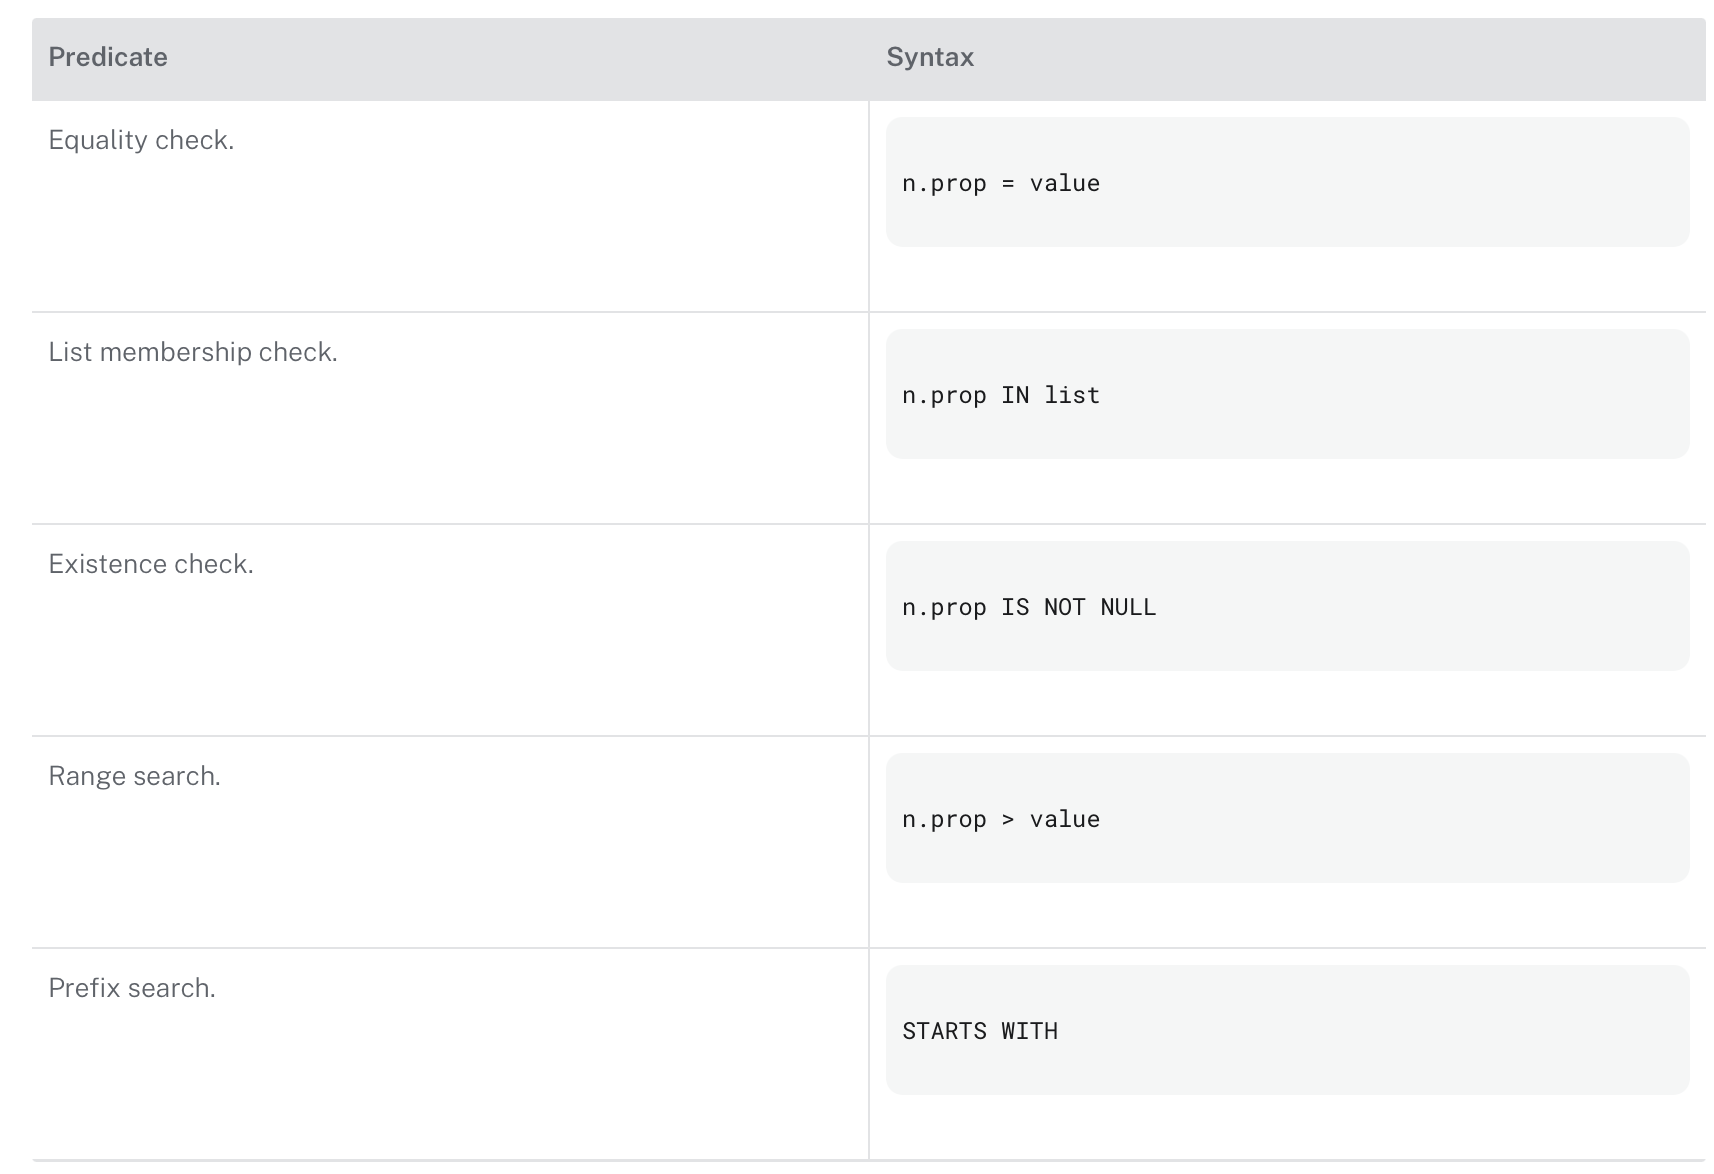 Predicate
Syntax
Equality check.
n.prop = value
List membership check.
n.prop IN list
Existence check.
n.prop IS NOT NULL
Range search.
n.prop > value
Prefix search.
STARTS WITH